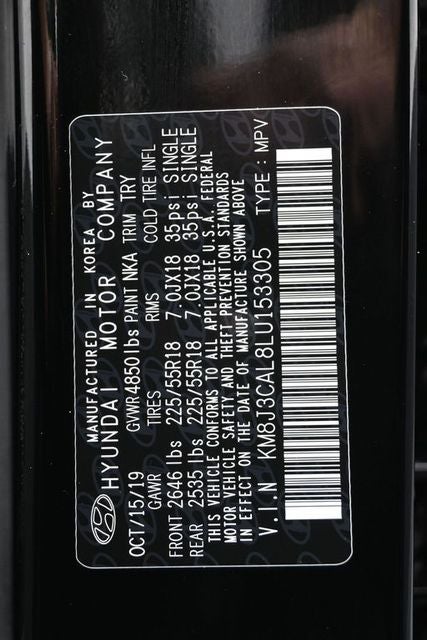 MANUFACTURED IN KOREA BY
HYUNDAI MOTOR COMPANY
OCT/15/19 GVWR 4850 lbs PAINT NKA TRIM TRY
GAWR TIRES RIMS COLD TIRE INFL
FRONT 2646 lbs 225/55R18 7.0JX18 35psi SINGLE
REAR 2535 lbs 225/55R18 7.0JX18 35psi SINGLE
THIS VEHICLE CONFORMS TO ALL APPLICABLE U.S.A. FEDERAL
MOTOR VEHICLE SAFETY AND THEFT PREVENTION STANDARDS
IN EFFECT ON THE DATE OF MANUFACTURE SHOWN ABOVE
V.I.N KM8J3CAL8LU153305 TYPE : MPV